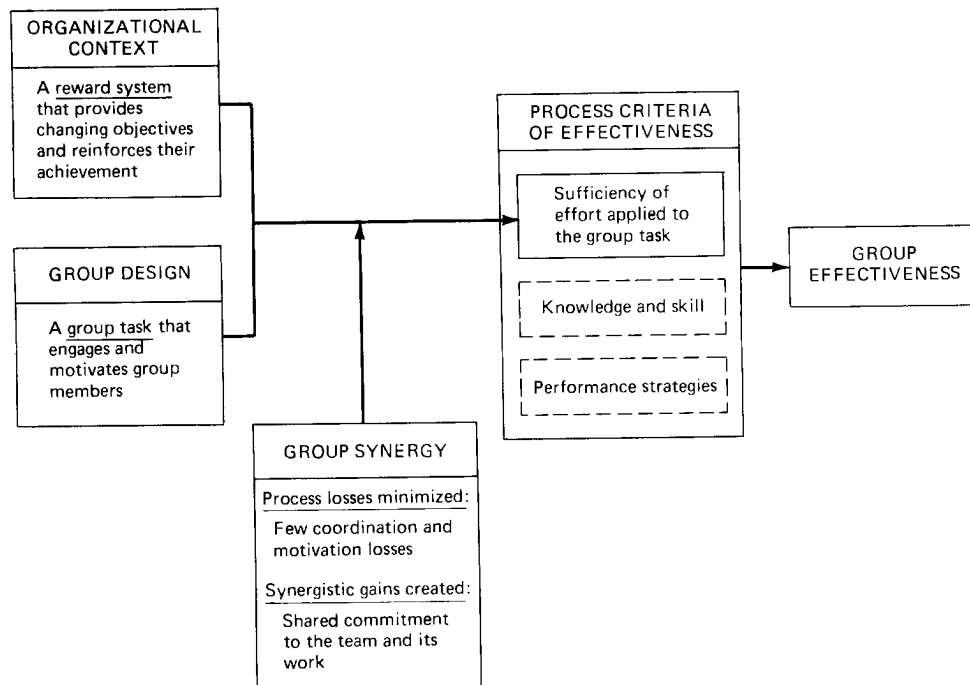 ORGANIZATIONAL
CONTEXT
A reward system
that provides
changing objectives
and reinforces their
achievement
GROUP DESIGN
A group task that
engages and
motivates group
members
GROUP SYNERGY
Process losses minimized:
Few coordination and
motivation losses
Synergistic gains created:
Shared commitment
to the team and its
work
PROCESS CRITERIA
OF EFFECTIVENESS
Sufficiency of
effort applied to
the group task
Knowledge and skill
Performance strategies
GROUP
EFFECTIVENESS